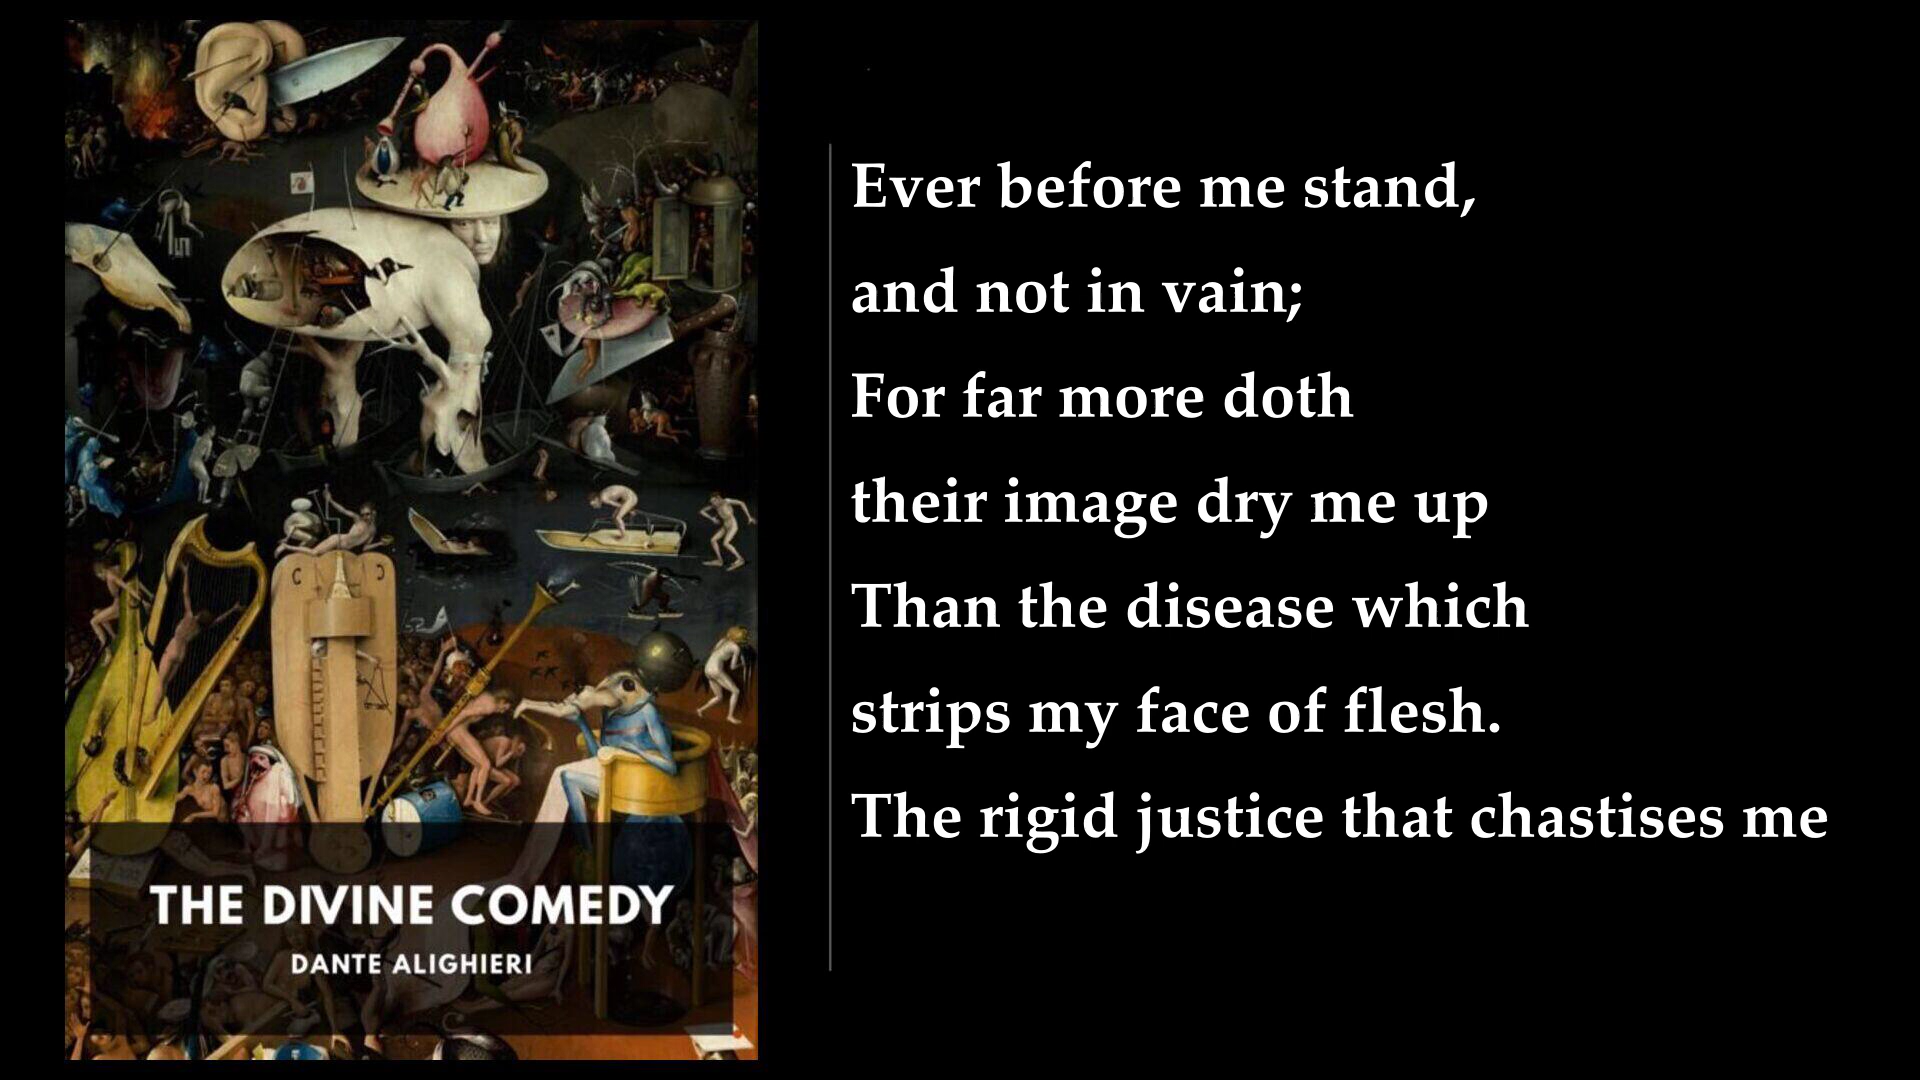 Ever before me stand,
and not in vain;
For far more doth
their image dry me up
Than the disease which
strips my face of flesh.
The rigid justice that chastises me
THE DIVINE COMEDY
DANTE ALIGHIERI